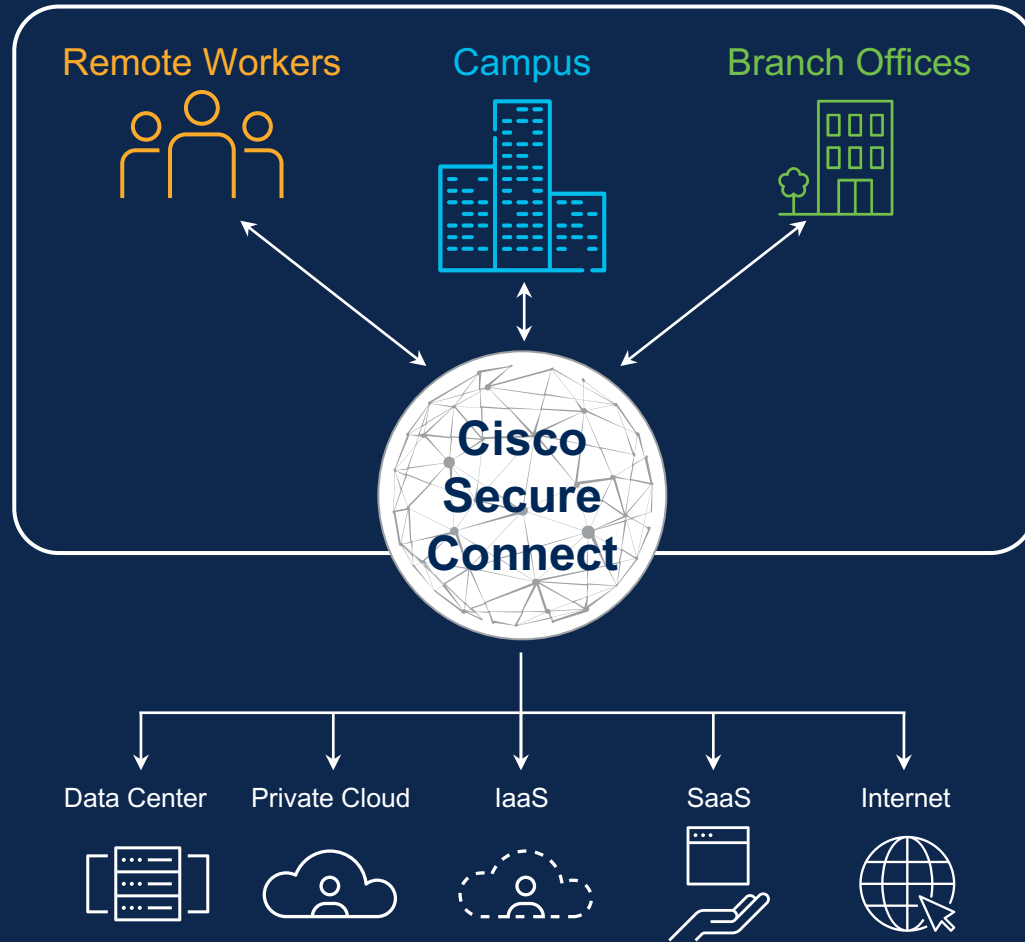 Remote Workers
Campus
Branch Offices
Cisco
Secure
Connect
Data Center
Private Cloud
IaaS
SaaS
Internet